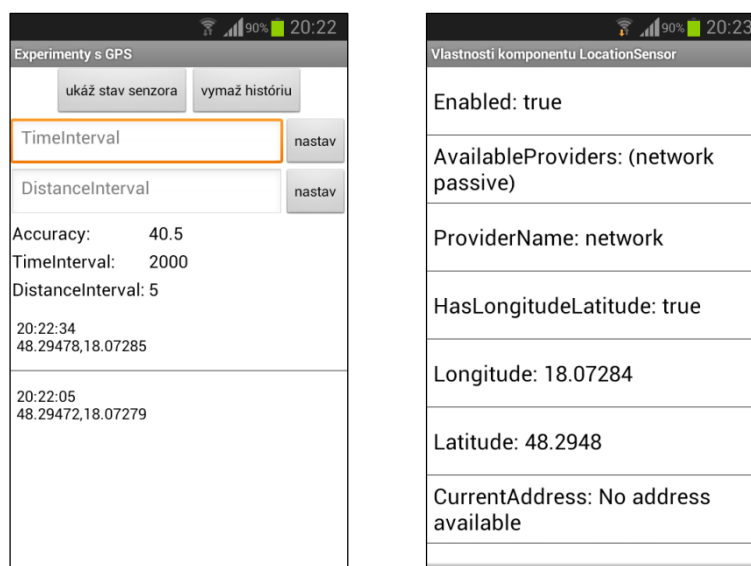 90% 20:22
Experimenty s GPS
ukáž stav senzora vymaž históriu
TimeInterval nastav
DistanceInterval nastav
Accuracy: 40.5
TimeInterval: 2000
DistanceInterval: 5
20:22:34
48.29478,18.07285
20:22:05
48.29472,18.07279
90% 20:23
Vlastnosti komponentu LocationSensor
Enabled: true
AvailableProviders: (network
passive)
ProviderName: network
HasLongitudeLatitude: true
Longitude: 18.07284
Latitude: 48.2948
CurrentAddress: No address
available